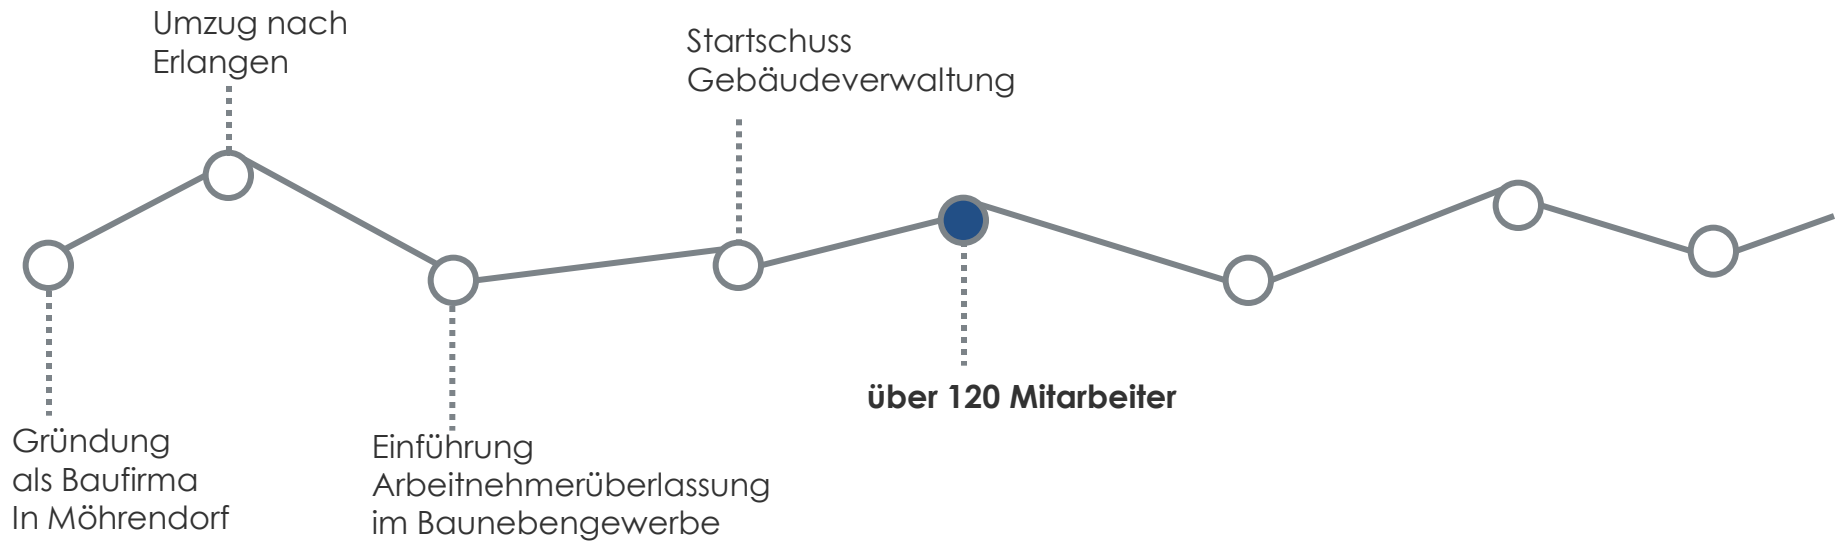 Umzug nach
Erlangen
Startschuss
Gebäudeverwaltung
über 120 Mitarbeiter
Gründung
als Baufirma
In Möhrendorf
Einführung
Arbeitnehmerüberlassung
im Baunebengewerbe